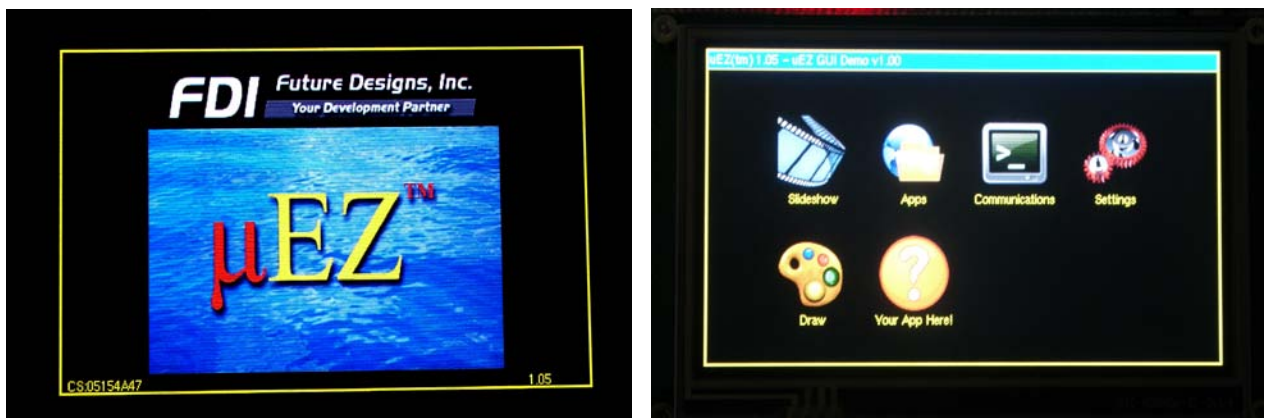 FDI Future Designs, Inc.
Your Development Partner
µEZ™
CS:05154A47 1.05
uEZ(tm) 1.05 - uEZ GUI Demo v1.00
Slideshow Apps Communications Settings
Draw Your App Here!